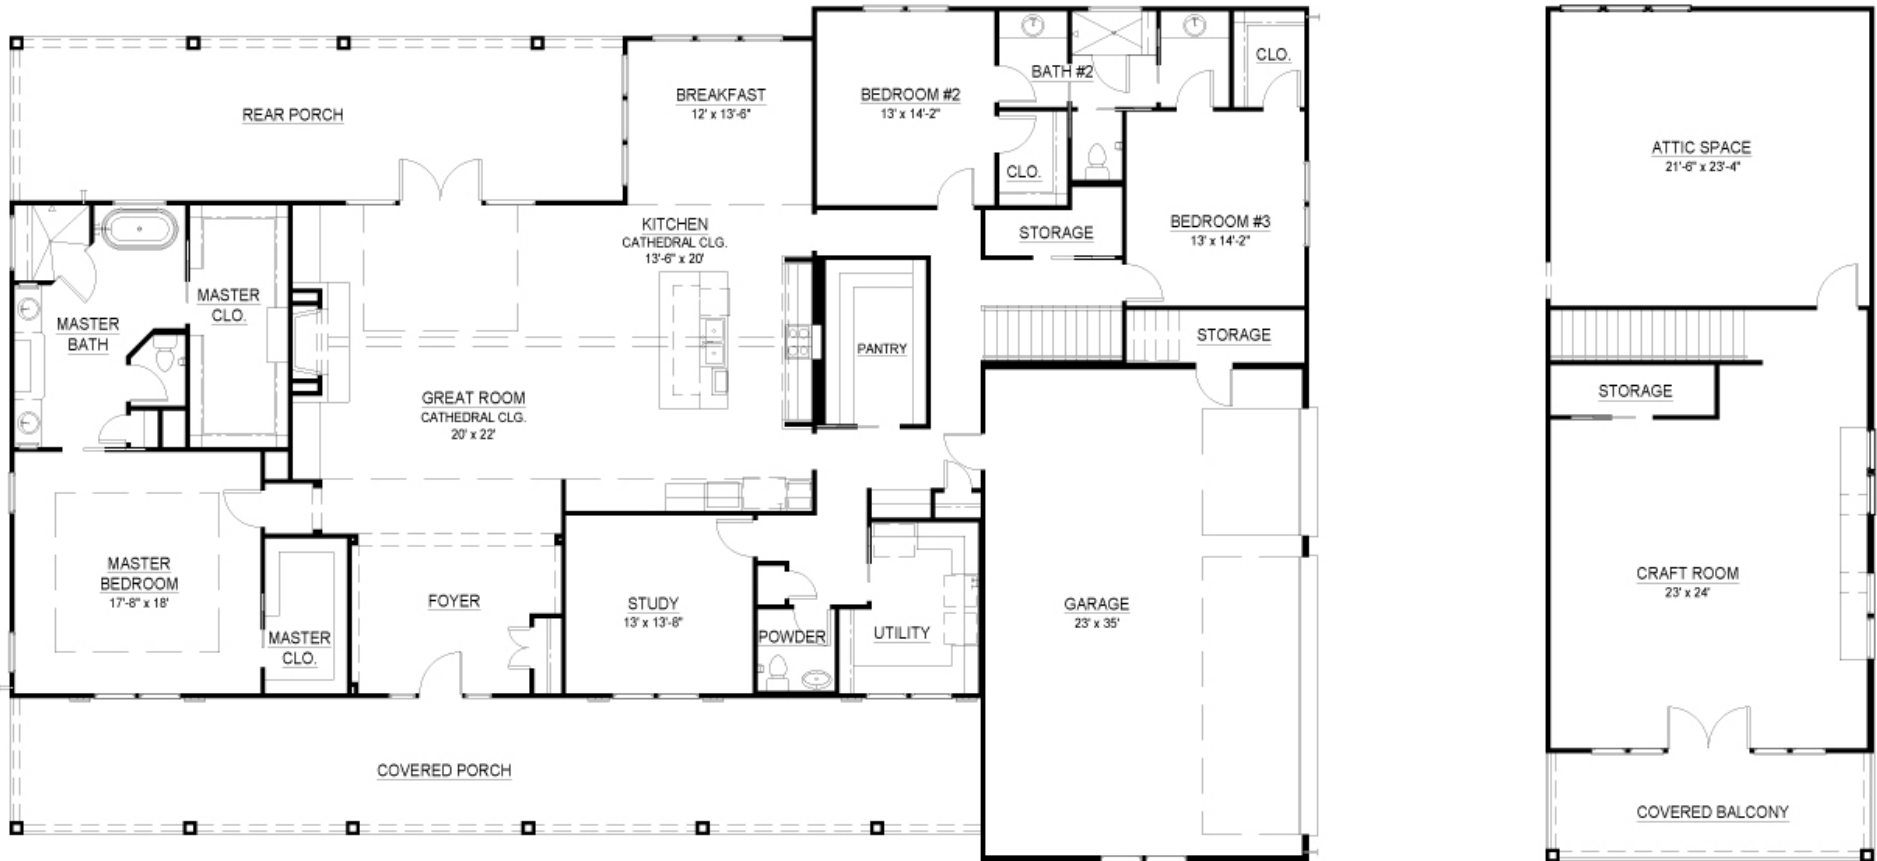 REAR PORCH
BREAKFAST
12' x 13'-6"
BEDROOM #2
13' x 14'-2"
BATH #2
CLO.
CLO.
STORAGE
BEDROOM #3
13' x 14'-2"
KITCHEN
CATHEDRAL CLG.
13'-6" x 20'
MASTER
CLO.
MASTER
BATH
PANTRY
STORAGE
GREAT ROOM
CATHEDRAL CLG.
20' x 22'
MASTER
BEDROOM
17'-8" x 18'
MASTER
CLO.
FOYER
STUDY
13' x 13'-8"
POWDER
UTILITY
GARAGE
23' x 35'
COVERED PORCH
ATTIC SPACE
21'-6" x 23'-4"
STORAGE
CRAFT ROOM
23' x 24'
COVERED BALCONY